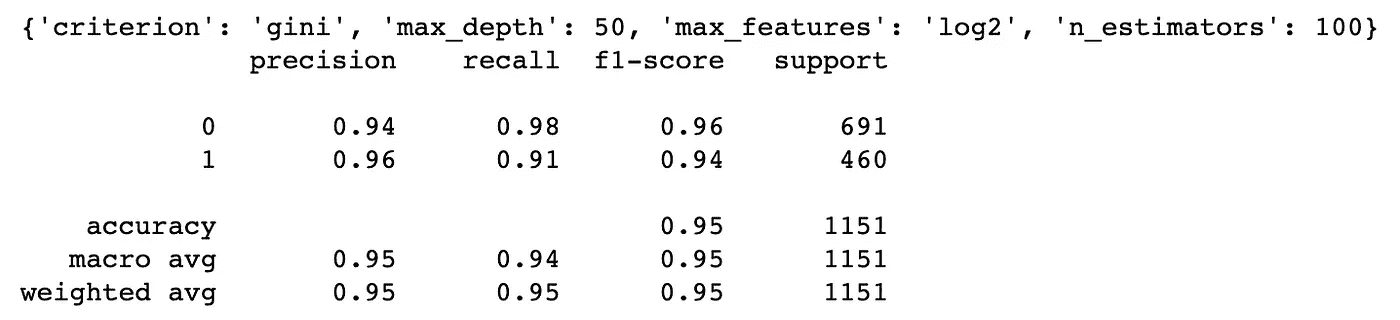 {'criterion': 'gini', 'max_depth': 50, 'max_features': 'log2', 'n_estimators': 100}
precision recall f1-score support
0 0.94 0.98 0.96 691
1 0.96 0.91 0.94 460
accuracy 0.95 1151
macro avg 0.95 0.94 0.95 1151
weighted avg 0.95 0.95 0.95 1151